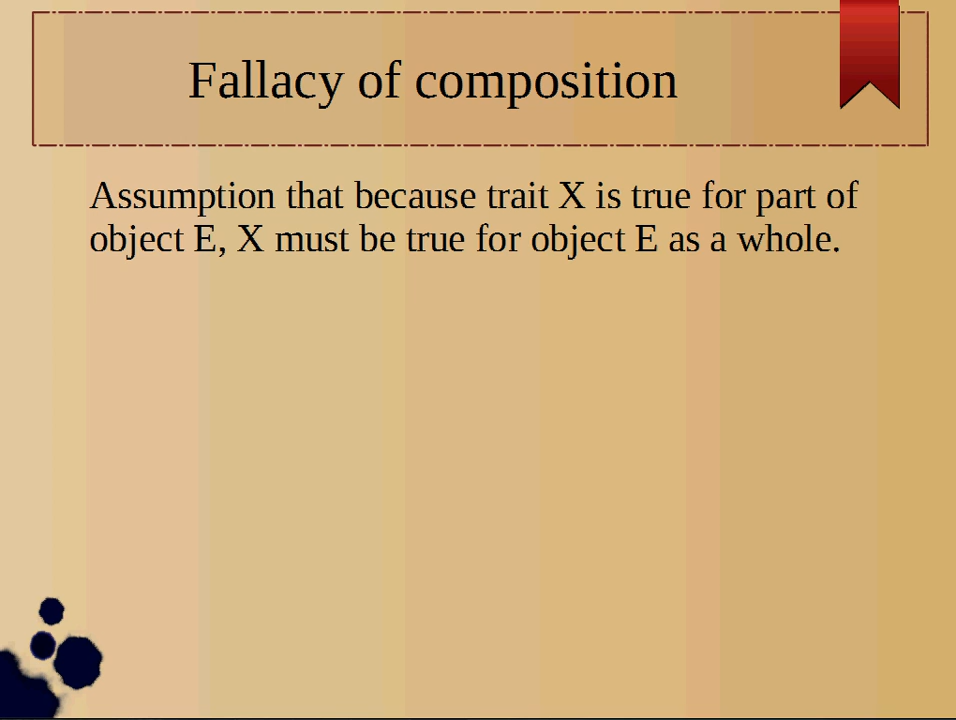 Fallacy of composition
Assumption that because trait X is true for part of
object E, X must be true for object E as a whole.